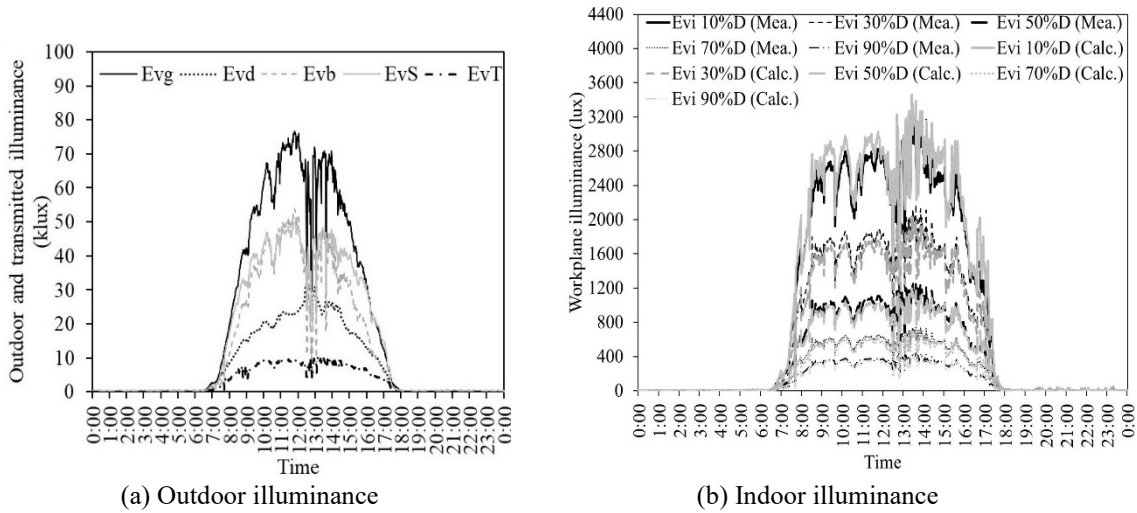 Outdoor and transmitted illuminance
(klux)
100
90
80
70
60
50
40
30
20
10
0
Evg Evd Evb EvS EvT
0:00 1:00 2:00 3:00 4:00 5:00 6:00 7:00 8:00 9:00 10:00 11:00 12:00 13:00 14:00 15:00 16:00 17:00 18:00 19:00 20:00 21:00 22:00 23:00 0:00
Time
(a) Outdoor illuminance
Workplane illuminance (lux)
4400
4000
3600
3200
2800
2400
2000
1600
1200
800
400
0
Evi 10%D (Mea.) Evi 30%D (Mea.) Evi 50%D (Mea.)
Evi 70%D (Mea.) Evi 90%D (Mea.) Evi 10%D (Calc.)
Evi 30%D (Calc.) Evi 50%D (Calc.) Evi 70%D (Calc.)
Evi 90%D (Calc.)
0:00 1:00 2:00 3:00 4:00 5:00 6:00 7:00 8:00 9:00 10:00 11:00 12:00 13:00 14:00 15:00 16:00 17:00 18:00 19:00 20:00 21:00 22:00 23:00 0:00
Time
(b) Indoor illuminance